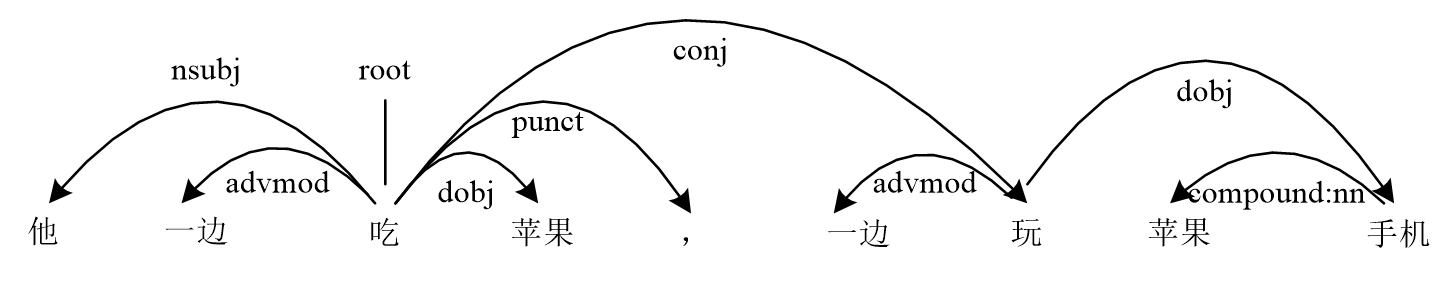 conj
nsubj root dobj
punct
advmod dobj advmod compound:nn
他 一边 吃 苹果 , 一边 玩 苹果 手机